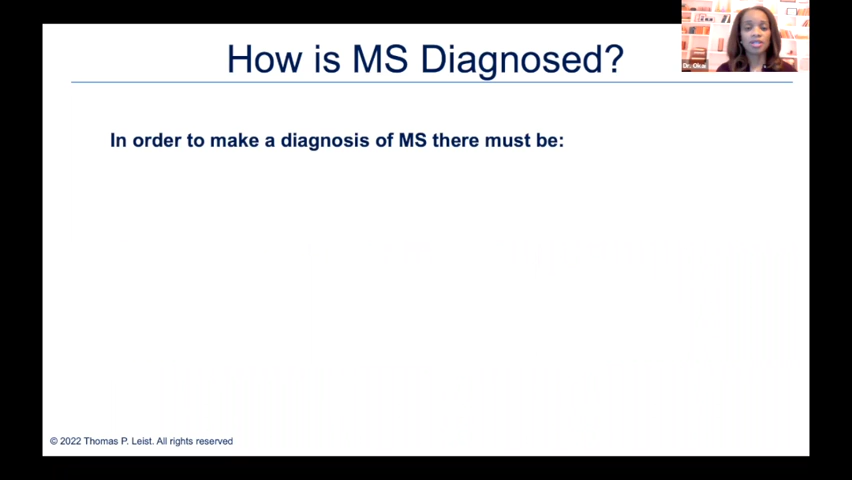 How is MS Diagnosed?
In order to make a diagnosis of MS there must be:
© 2022 Thomas P. Leist. All rights reserved